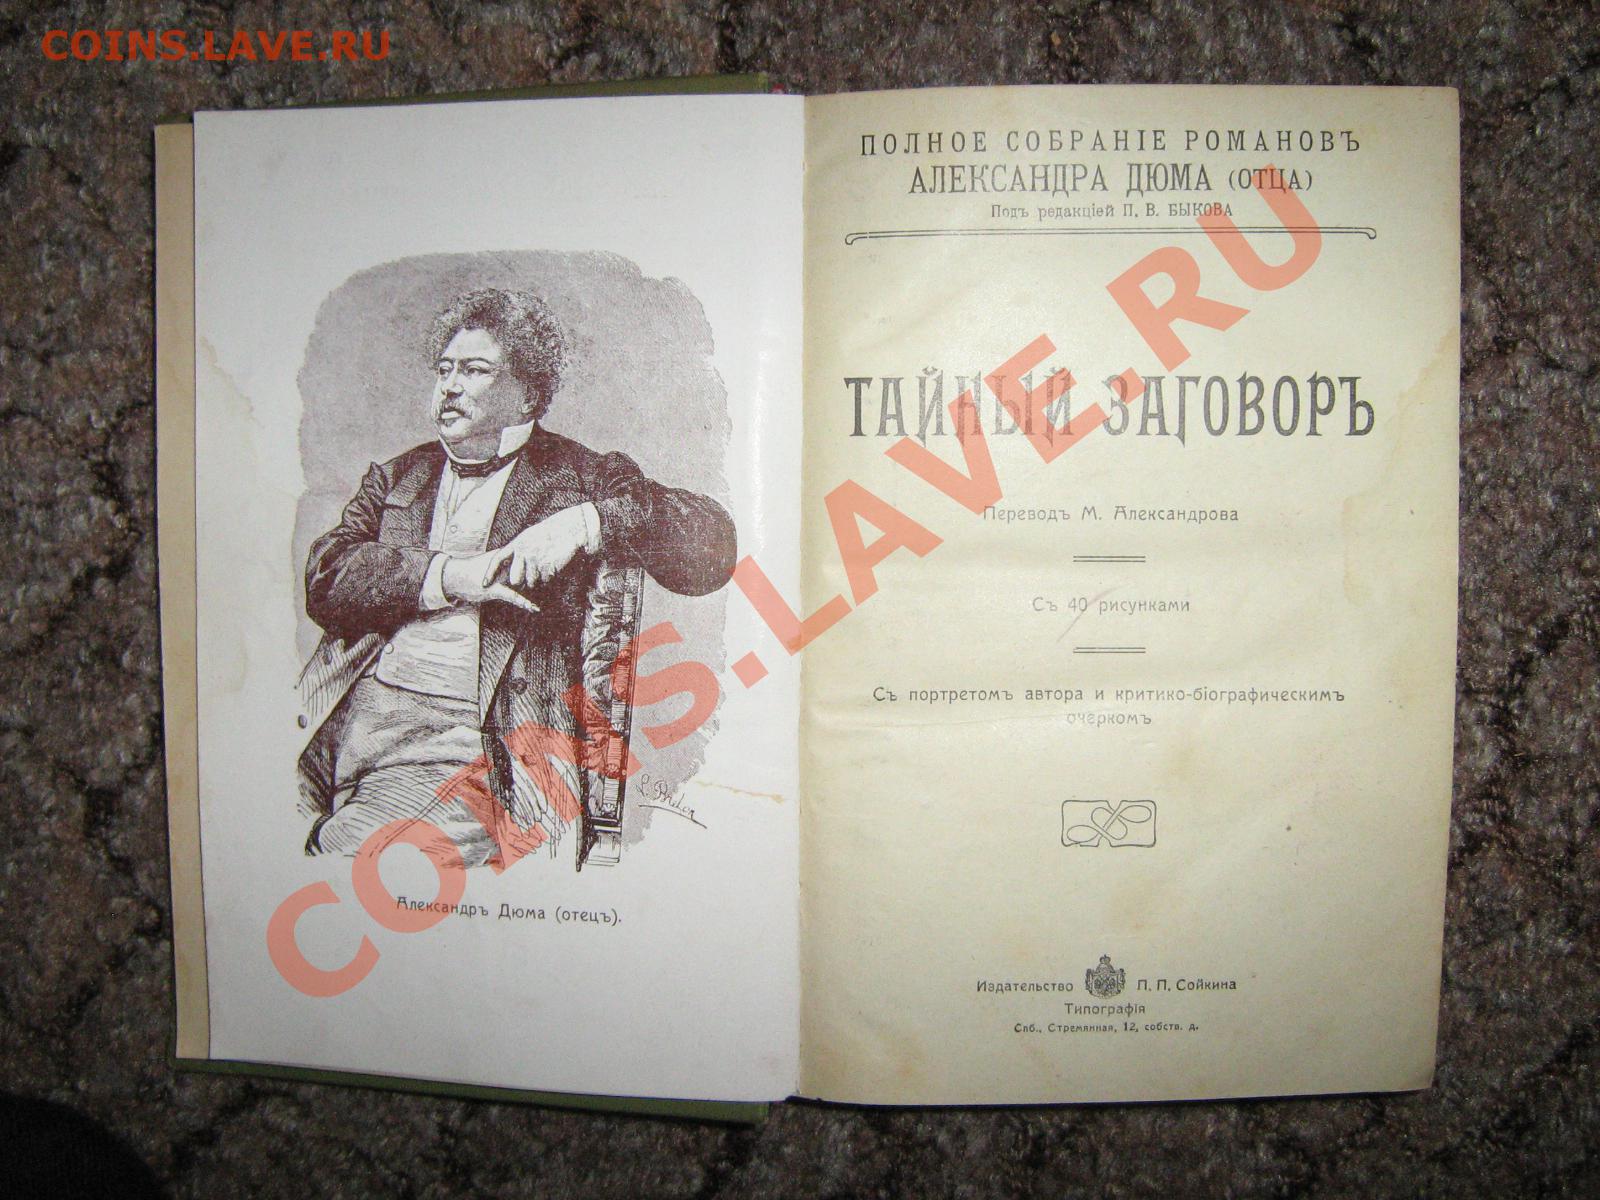 COINS.LAVE.RU
ПОЛНОЕ СОБРАНІЕ РОМАНОВЪ
АЛЕКСАНДРА ДЮМА (ОТЦА)
Подъ редакціей П. В. БЫКОВА
ТАЙНЫЙ ЗАГОВОРЪ
Переводъ М. Александрова
Съ 40 рисунками
Съ портретомъ автора и критико-біографическимъ
очеркомъ
Издательство П. П. Сойкина
Типографія
Спб., Стремянная, 12, собств. д.
Александръ Дюма (отецъ).
COINS.LAVE.RU